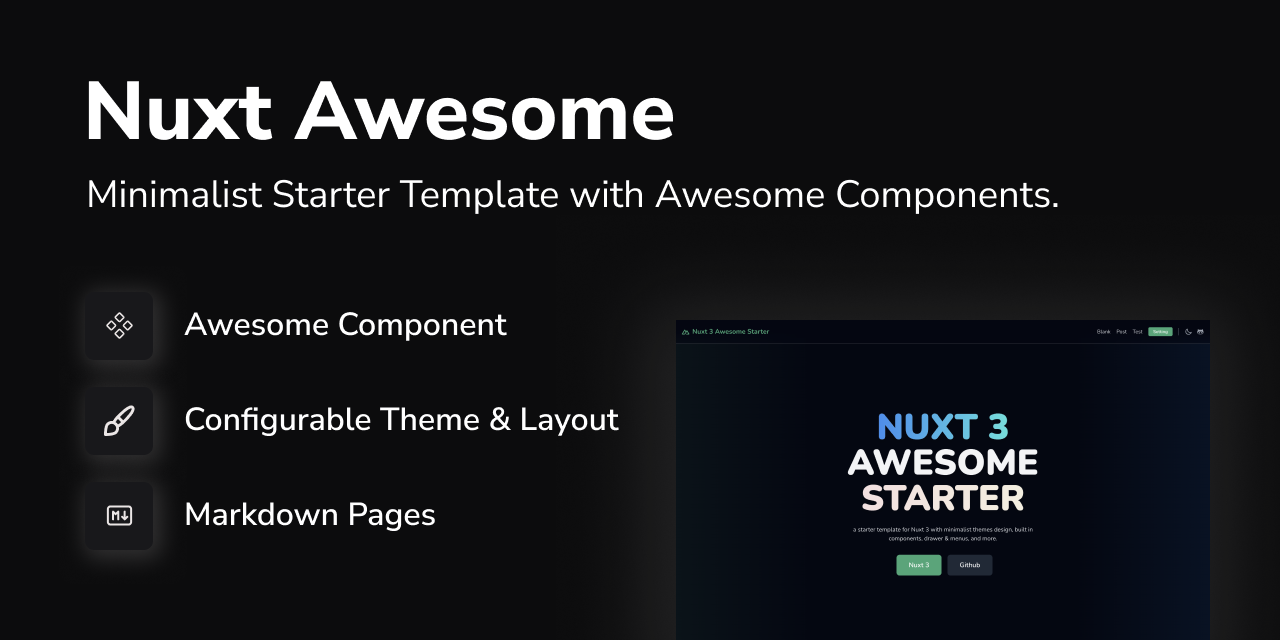 Nuxt Awesome
Minimalist Starter Template with Awesome Components.
Awesome Component
Configurable Theme & Layout
Markdown Pages
Nuxt 3 Awesome Starter
Blank Post Test Setting
NUXT 3
AWESOME
STARTER
a starter template for Nuxt 3 with minimalist themes design, built in
components, drawer & menus, and more.
Nuxt 3 Github